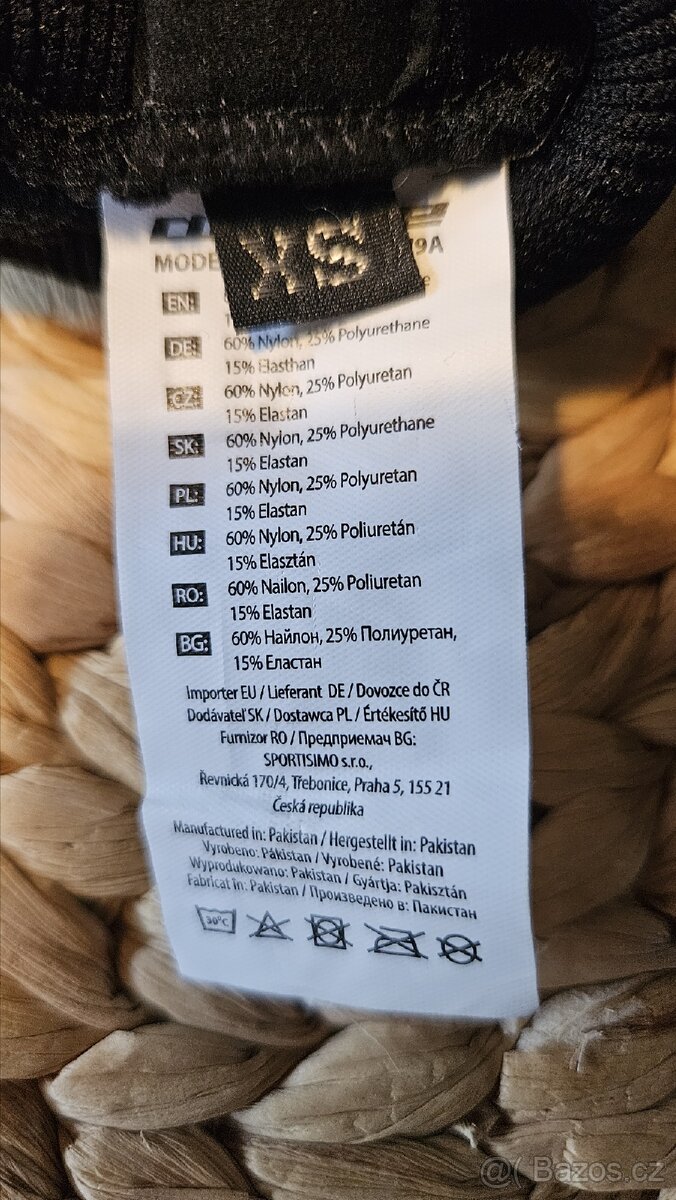 XS
MODE 9A
EN:
DE: 60% Nylon, 25% Polyurethane
15% Elasthan
CZ: 60% Nylon, 25% Polyuretan
15% Elastan
SK: 60% Nylon, 25% Polyurethane
15% Elastan
PL: 60% Nylon, 25% Polyuretan
15% Elastan
HU: 60% Nylon, 25% Poliuretán
15% Elasztán
RO: 60% Nailon, 25% Poliuretan
15% Elastan
BG: 60% Найлон, 25% Полиуретан,
15% Еластан
Importer EU / Lieferant DE / Dovozce do ČR
Dodávateľ SK / Dostawca PL / Értékesítő HU
Furnizor RO / Предприемач BG:
SPORTISIMO s.r.o.,
Řevnická 170/4, Třebonice, Praha 5, 155 21
Česká republika
Manufactured in: Pakistan / Hergestellt in: Pakistan
Vyrobeno: Pákistán / Vyrobené: Pakistan
Wyprodukowano: Pakistan / Gyártja: Pakisztán
Fabricat în: Pakistan / Произведено в: Пакистан
30°C
@( Bazos.cz